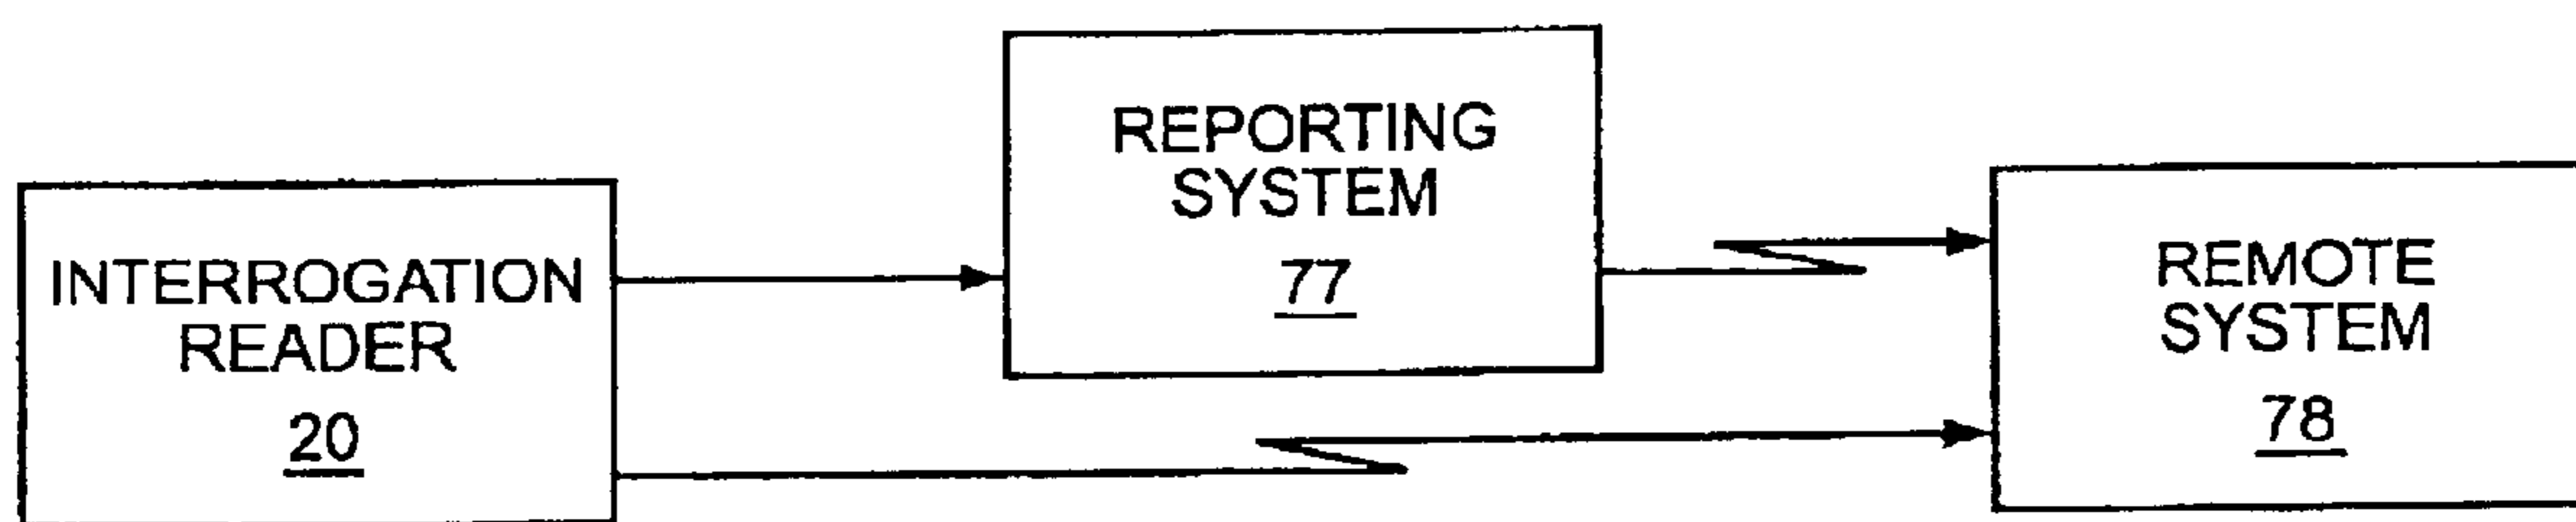 INTERROGATION
READER
20
REPORTING
SYSTEM
77
REMOTE
SYSTEM
78